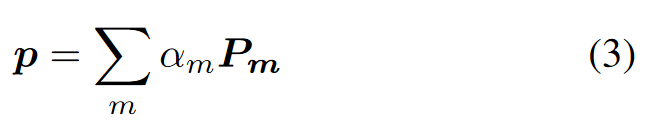 p = ∑_m α_m P_m (3)